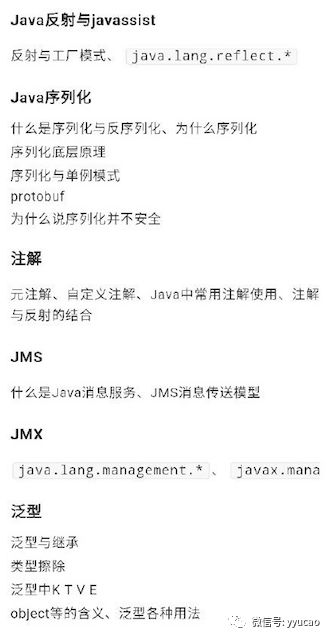 Java反射与javassist
反射与工厂模式、 java.lang.reflect.*
Java序列化
什么是序列化与反序列化、为什么序列化
序列化底层原理
序列化与单例模式
protobuf
为什么说序列化并不安全
注解
元注解、自定义注解、Java中常用注解使用、注解
与反射的结合
JMS
什么是Java消息服务、JMS消息传送模型
JMX
java.lang.management.*、 javax.mana
泛型
泛型与继承
类型擦除
泛型中K T V E
object等的含义、泛型各种用法
微信号: yyucao